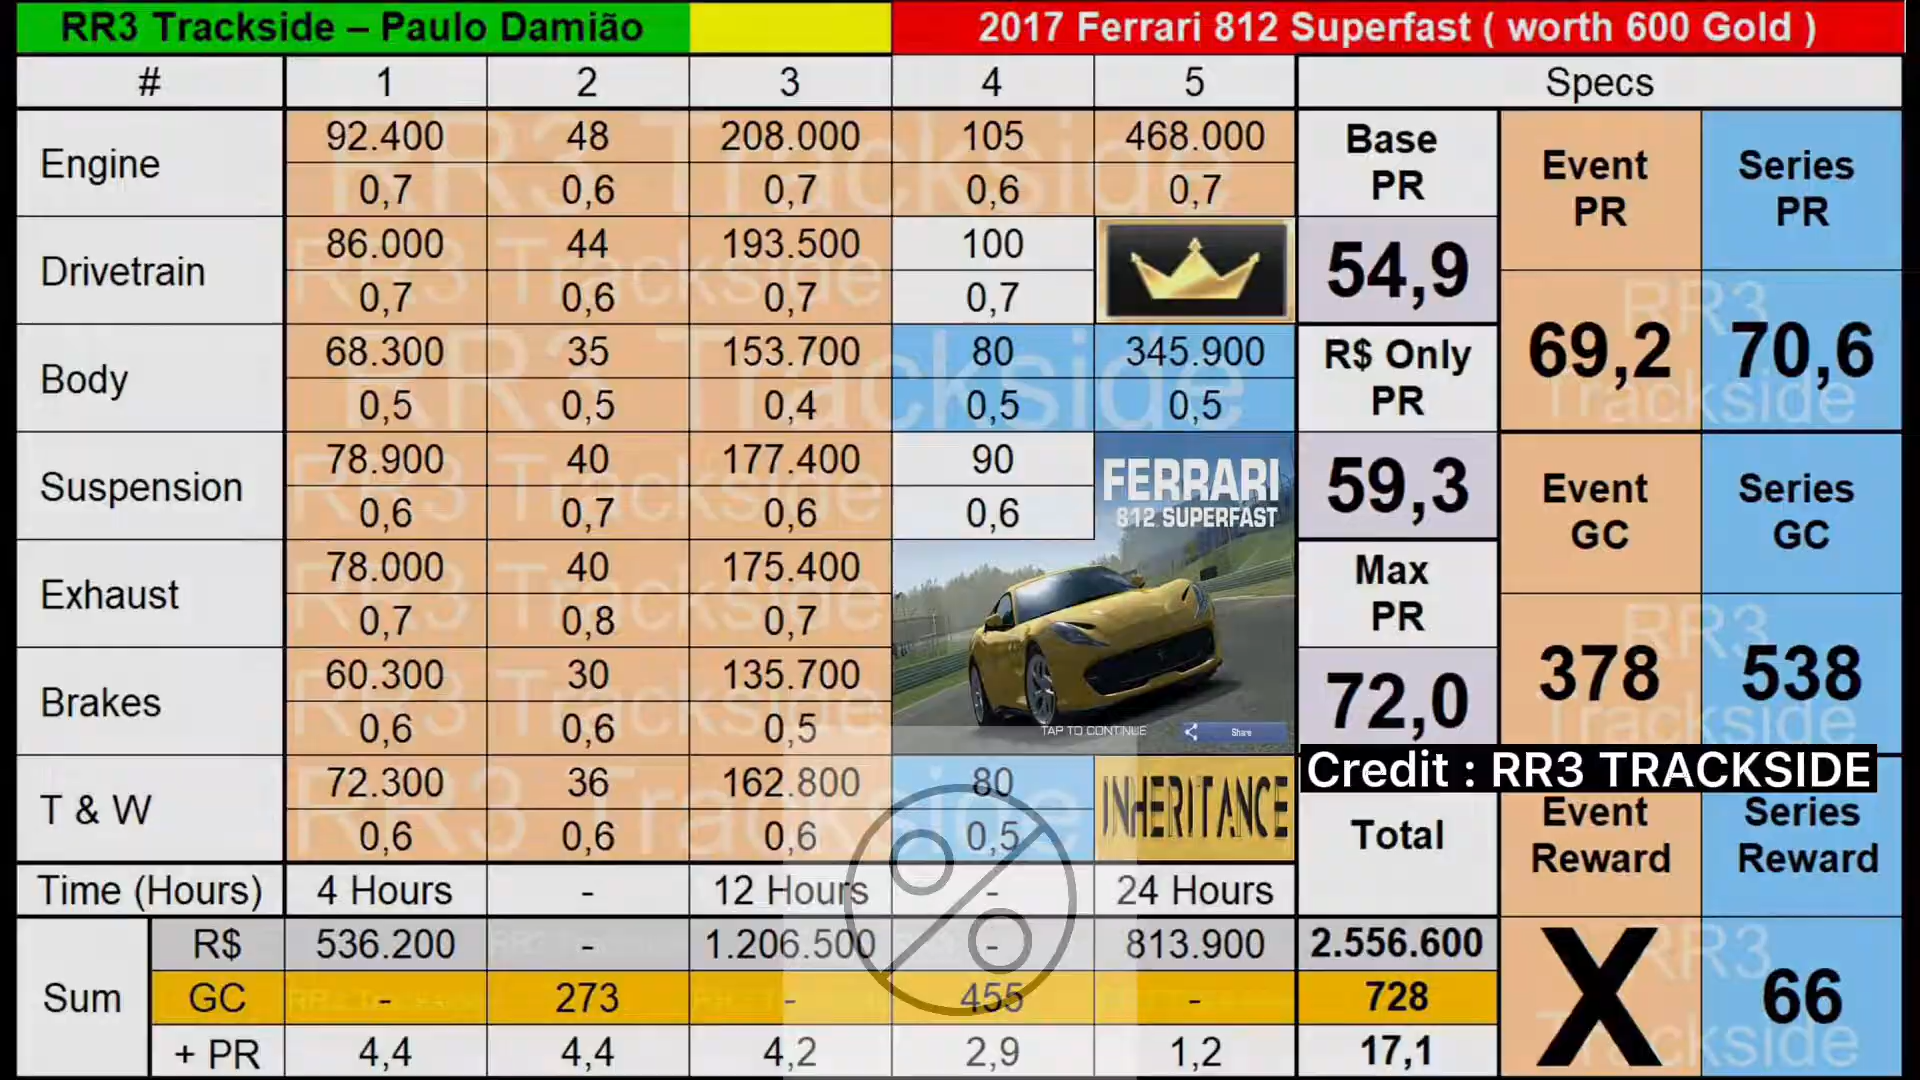 RR3 Trackside – Paulo Damião
2017 Ferrari 812 Superfast ( worth 600 Gold )
# 1 2 3 4 5 Specs
Engine
92.400 48 208.000 105 468.000
0,7 0,6 0,7 0,6 0,7
Drivetrain
86.000 44 193.500 100
0,7 0,6 0,7 0,7
Body
68.300 35 153.700 80 345.900
0,5 0,5 0,4 0,5 0,5
Suspension
78.900 40 177.400 90
0,6 0,7 0,6 0,6
Exhaust
78.000 40 175.400
0,7 0,8 0,7
Brakes
60.300 30 135.700
0,6 0,6 0,5
T & W
72.300 36 162.800 80
0,6 0,6 0,6 0,5
FERRARI
812 SUPERFAST
TAP TO CONTINUE
Share
INHERITANCE
Time (Hours) 4 Hours - 12 Hours - 24 Hours
Sum
R$ 536.200 - 1.206.500 - 813.900 2.556.600
GC - 273 - 455 - 728
+ PR 4,4 4,4 4,2 2,9 1,2 17,1
Base
PR
54,9
R$ Only
PR
59,3
Max
PR
72,0
Total
Event
PR
69,2
Series
PR
70,6
Event
GC
378
Series
GC
538
Credit : RR3 TRACKSIDE
Event
Reward
X
Series
Reward
66
RR3 Trackside